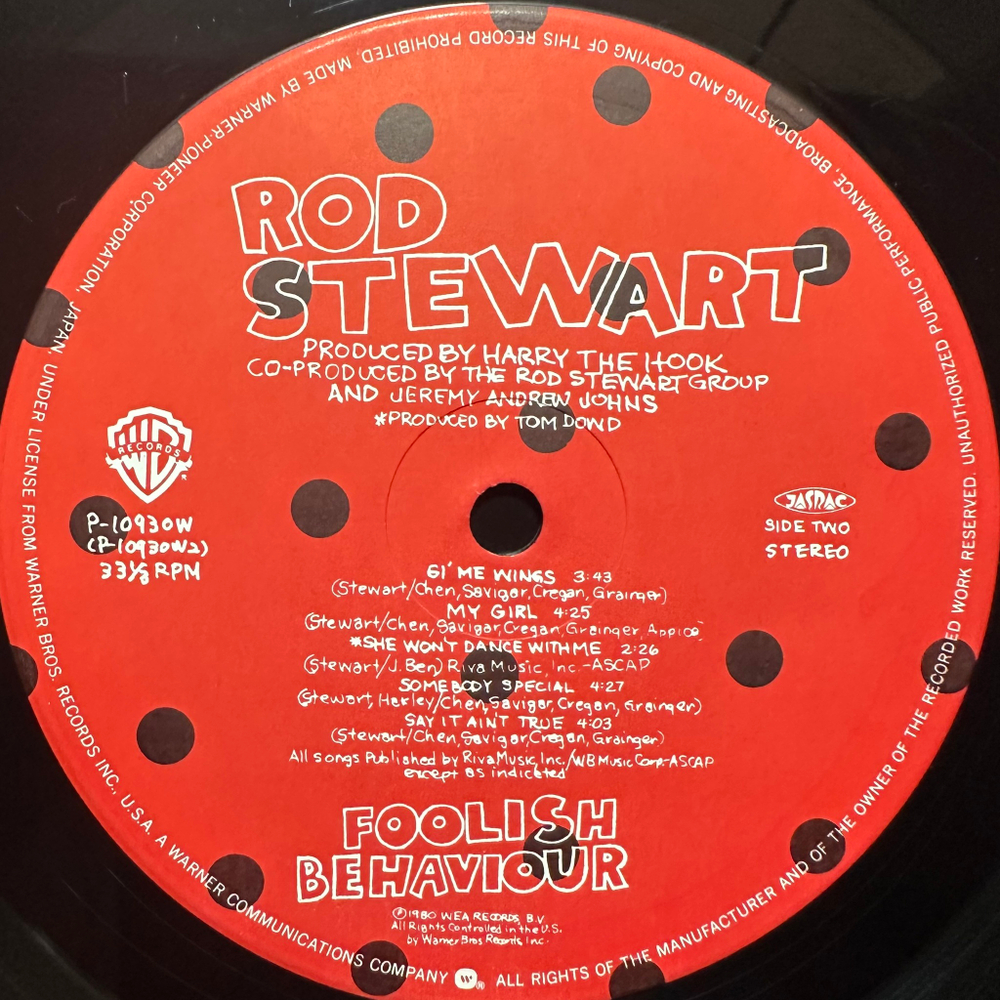 ROD
STEWART
PRODUCED BY HARRY THE HOOK
CO-PRODUCED BY THE ROD STEWART GROUP
AND JEREMY ANDREW JOHNS
*PRODUCED BY TOM DOWD
RECORDS
P-10930W
(P-10930W2)
33⅓ RPM
JASRAC
SIDE TWO
STEREO
GI' ME WINGS 3:43
(Stewart/Chen, Savigar, Cregan, Grainger)
MY GIRL 4:25
(Stewart/Chen, Savigar, Cregan, Grainger, Appice)
*SHE WON'T DANCE WITH ME 2:26
(Stewart/J. Ben) Riva Music, Inc.-ASCAP
SOMEBODY SPECIAL 4:27
(Stewart, Harley/Chen, Savigar, Cregan, Grainger)
SAY IT AIN'T TRUE 4:03
(Stewart/Chen, Savigar, Cregan, Grainger)
All songs Published by Riva Music, Inc./WB Music Corp.-ASCAP
except as indicated
FOOLISH
BEHAVIOUR
℗1980 WEA RECORDS, B.V.
All Rights Controlled in the U.S.
by Warner Bros Records, Inc.
MADE BY WARNER-PIONEER CORPORATION, JAPAN, UNDER LICENSE FROM WARNER BROS. RECORDS INC., U.S.A. A WARNER COMMUNICATIONS COMPANY ® ALL RIGHTS OF THE MANUFACTURER AND OF THE OWNER OF THE RECORDED WORK RESERVED. UNAUTHORIZED PUBLIC PERFORMANCE, BROADCASTING AND COPYING OF THIS RECORD PROHIBITED.